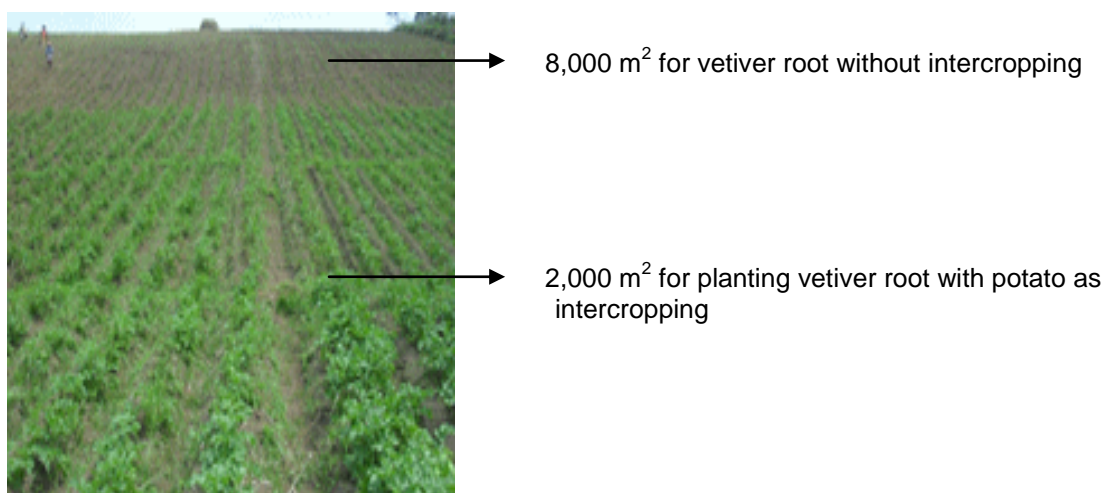 8,000 m² for vetiver root without intercropping
2,000 m² for planting vetiver root with potato as
intercropping